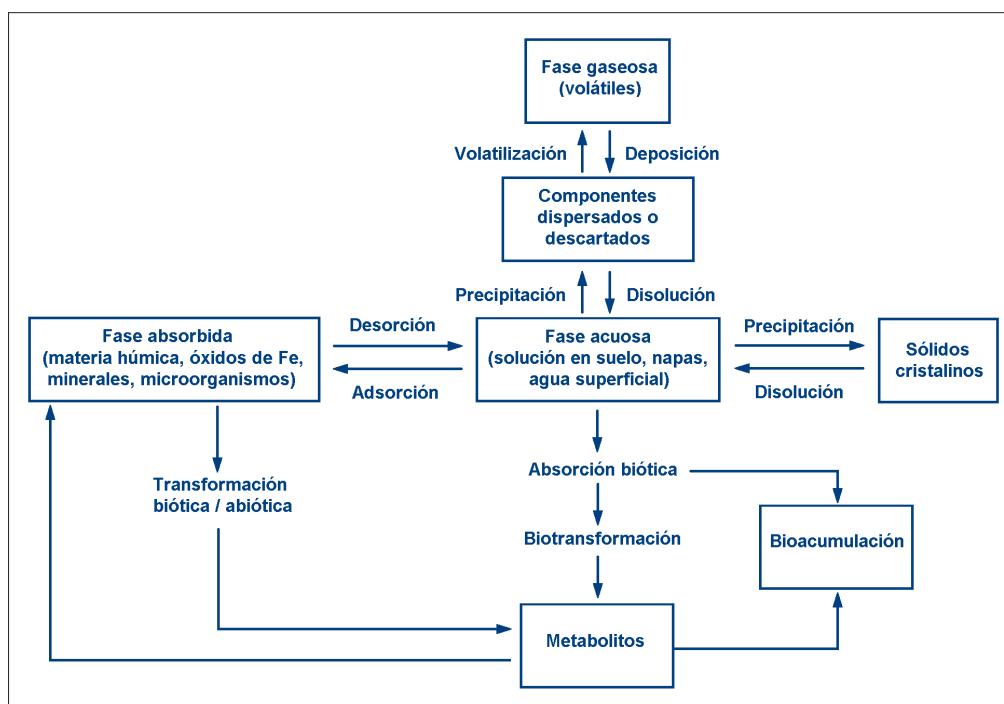 Fase gaseosa
(volátiles)
Volatilización
Deposición
Componentes
dispersados o
descartados
Precipitación
Disolución
Fase absorbida
(materia húmica, óxidos de Fe,
minerales, microorganismos)
Desorción
Adsorción
Fase acuosa
(solución en suelo, napas,
agua superficial)
Precipitación
Disolución
Sólidos
cristalinos
Transformación
biótica / abiótica
Absorción biótica
Biotransformación
Bioacumulación
Metabolitos